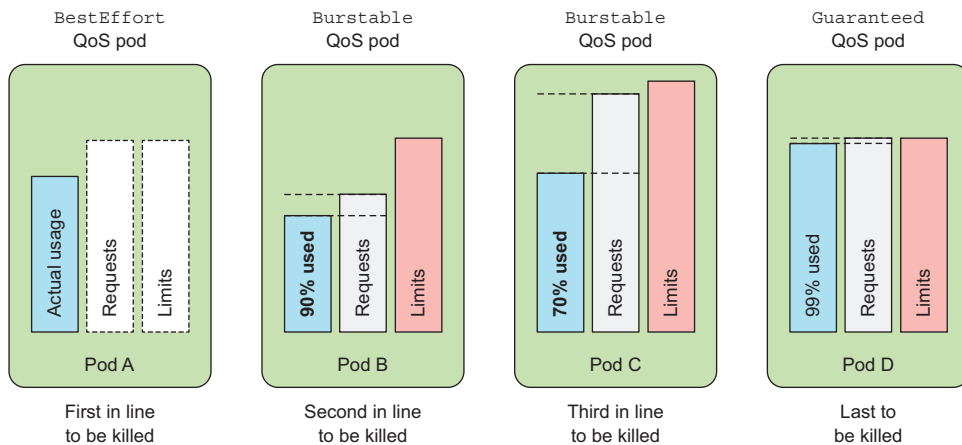 BestEffort
QoS pod
Actual usage
Requests
Limits
Pod A
First in line
to be killed
Burstable
QoS pod
90% used
Requests
Limits
Pod B
Second in line
to be killed
Burstable
QoS pod
70% used
Requests
Limits
Pod C
Third in line
to be killed
Guaranteed
QoS pod
99% used
Requests
Limits
Pod D
Last to
be killed